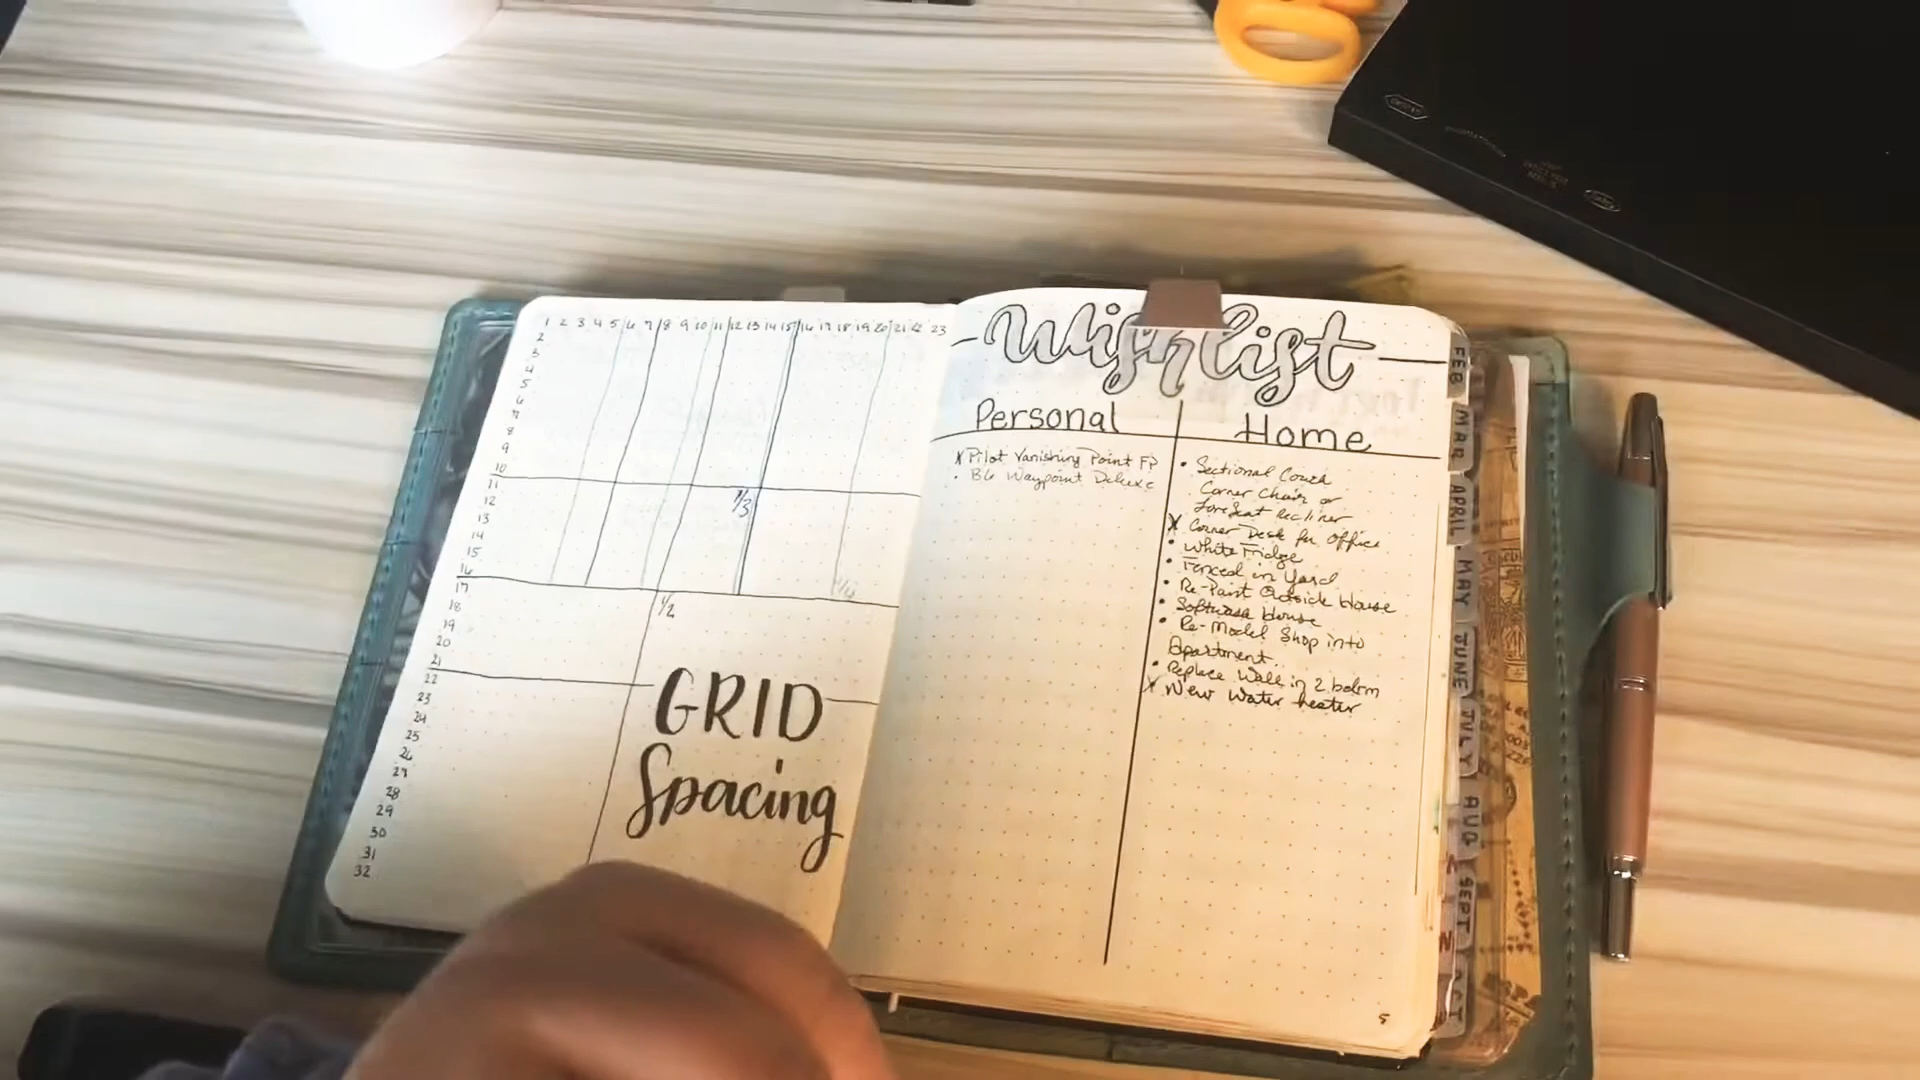 1 2 3 4 5 6 7 8 9 10 11 12 13 14 15 16 17 18 19 20 21 22 23
2
3
4
5
6
7
8
9
10
11
12
13
14
15
16
17
18
19
20
21
22
23
24
25
26
27
28
29
30
31
32
1/3
1/4
1/2
GRID
Spacing
Wishlist
Personal
x Pilot Vanishing Point FP
• B6 Waypoint Deluxe
Home
• Sectional Couch
Corner Chair or
LoveSeat Recliner
x Corner Desk for Office
• White Fridge
• Fenced in Yard
• Re-Paint Outside House
• Softwash House
• Re-Model Shop into
Apartment.
• Replace Wall in 2 bdrm
x New Water heater
5
FEB
MAR
APRIL
MAY
JUNE
JULY
AUG
SEPT
OCT